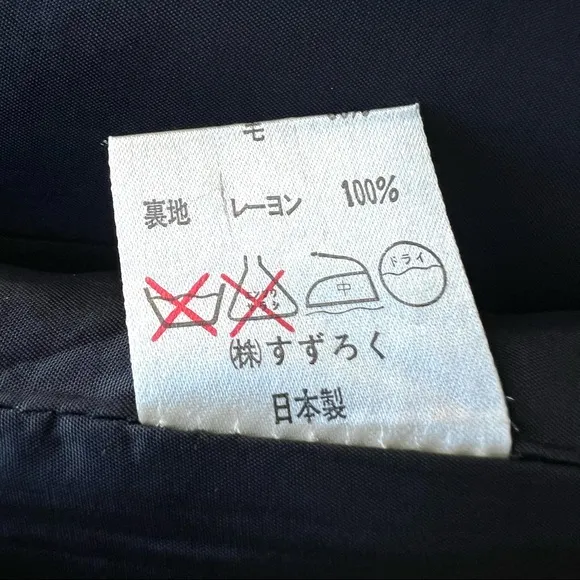 毛
裏地 レーヨン 100%
中
ドライ
(株)すずろく
日本製